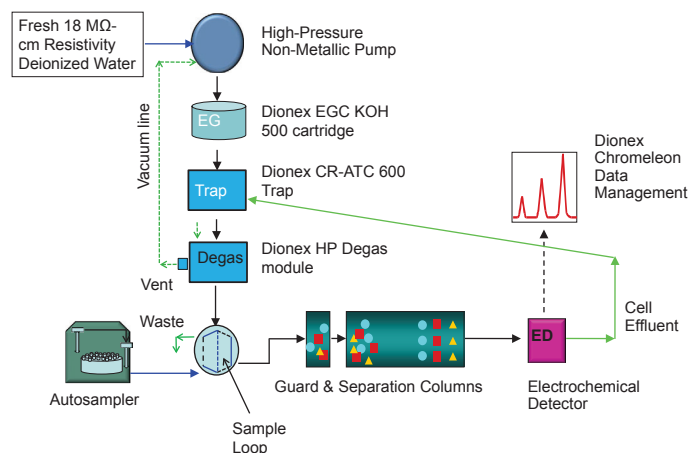 Fresh 18 MΩ-
cm Resistivity
Deionized Water
High-Pressure
Non-Metallic Pump
Vacuum line
EG
Dionex EGC KOH
500 cartridge
Dionex
Chromeleon
Data
Management
Trap
Dionex CR-ATC 600
Trap
Degas
Dionex HP Degas
module
Vent
Waste
Cell
Effluent
ED
Autosampler
Guard & Separation Columns
Electrochemical
Detector
Sample
Loop